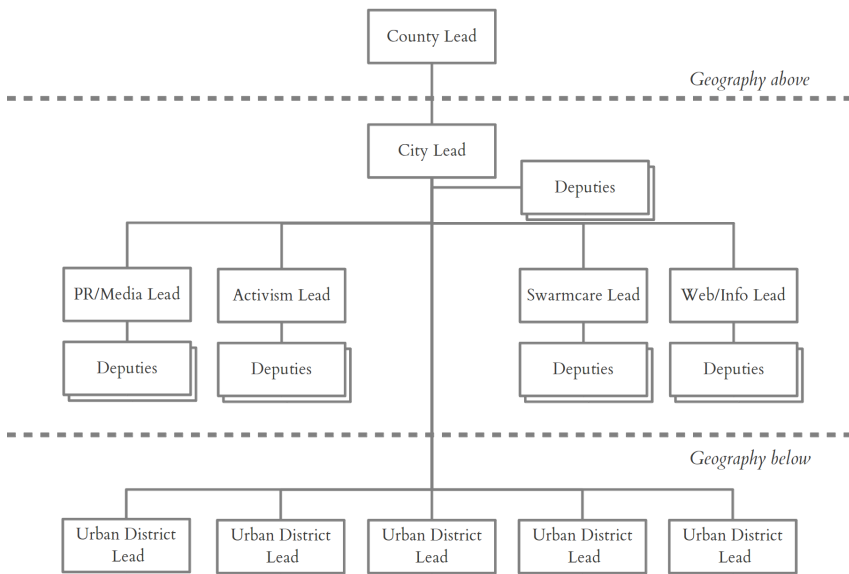 County Lead
Geography above
City Lead
Deputies
PR/Media Lead
Activism Lead
Swarmcare Lead
Web/Info Lead
Deputies
Deputies
Deputies
Deputies
Geography below
Urban District
Lead
Urban District
Lead
Urban District
Lead
Urban District
Lead
Urban District
Lead